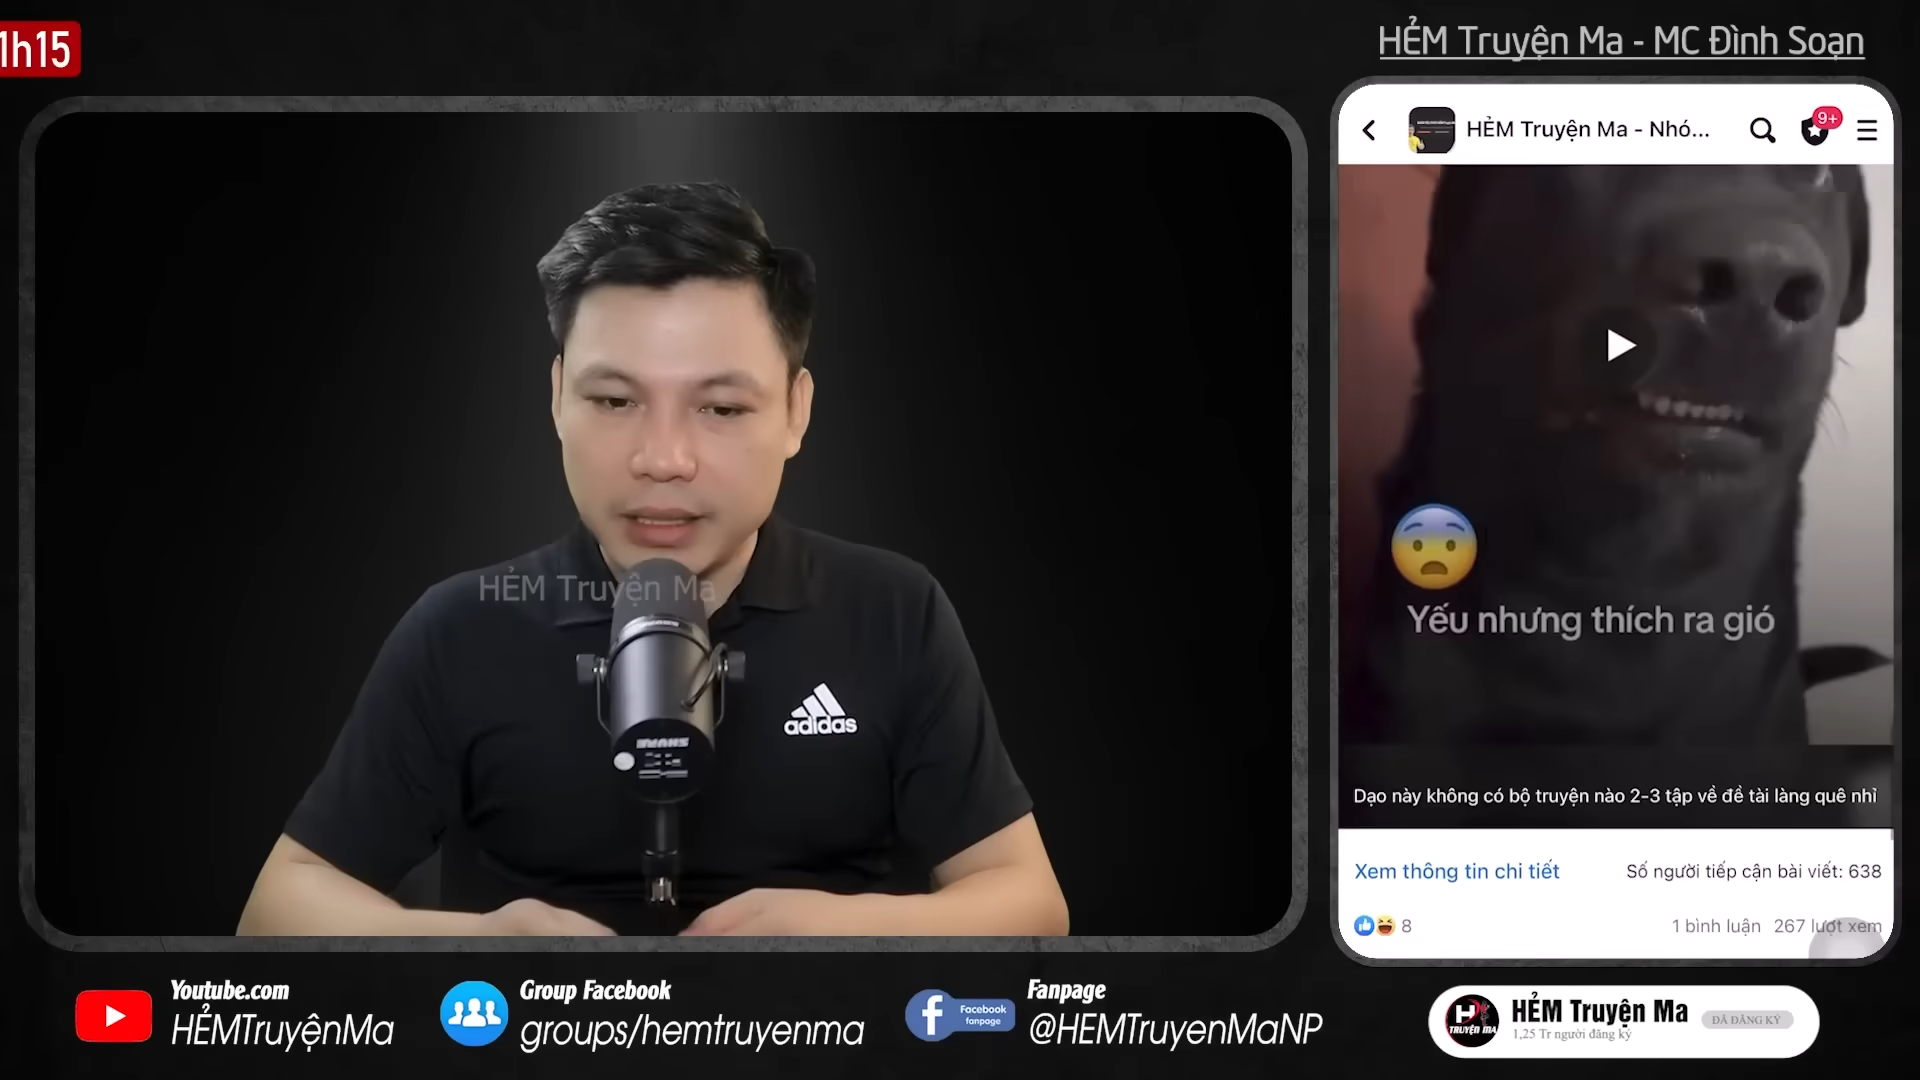 1h15
HẺM Truyện Ma - MC Đình Soạn
HẺM Truyện Ma - Nhó...
9+
Yếu nhưng thích ra gió
Dạo này không có bộ truyện nào 2-3 tập về đề tài làng quê nhỉ
Xem thông tin chi tiết
Số người tiếp cận bài viết: 638
8
1 bình luận 267 lượt xem
HẺM Truyện Ma
adidas
SHURE
Youtube.com
HẺMTruyệnMa
Group Facebook
groups/hemtruyenma
Facebook
fanpage
Fanpage
@HEMTruyenMaNP
H
TRUYỆN MA
HẺM Truyện Ma
1,25 Tr người đăng ký
ĐÃ ĐĂNG KÝ